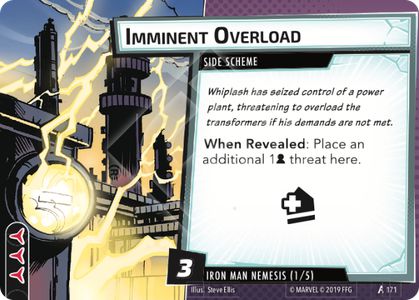 IMMINENT OVERLOAD
SIDE SCHEME
Whiplash has seized control of a power
plant, threatening to overload the
transformers if his demands are not met.
When Revealed: Place an
additional 1 threat here.
3
IRON MAN NEMESIS (1/5)
Illus. Steve Ellis © MARVEL © 2019 FFG 171